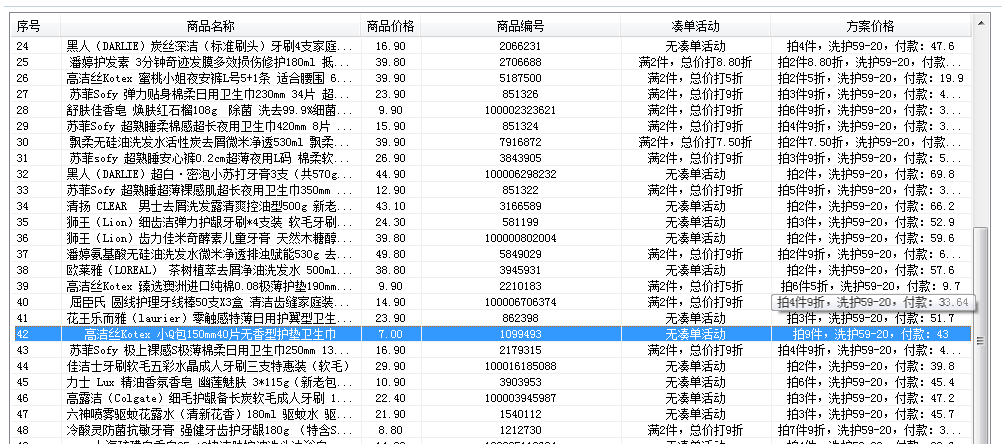 序号 商品名称 商品价格 商品编号 凑单活动 方案价格
24 黑人（DARLIE）炭丝深洁（标准刷头）牙刷4支家庭... 16.90 2066231 无凑单活动 拍4件，洗护59-20，付款：47.6
25 潘婷护发素 3分钟奇迹发膜多效损伤修护180ml 抵... 39.80 2706688 满2件，总价打8.80折 拍2件8.80折，洗护59-20，付款：...
26 高洁丝Kotex 蜜桃小姐夜安裤L号5+1条 适合腰围 6... 39.90 5187500 满2件，总价打5折 拍2件5折，洗护59-20，付款：19.9
27 苏菲Sofy 弹力贴身棉柔日用卫生巾230mm 34片 超... 23.90 851326 满2件，总价打9折 拍3件9折，洗护59-20，付款：4...
28 舒肤佳香皂 焕肤红石榴108g 除菌 洗去99.9%细菌... 9.90 100002323621 满2件，总价打9折 拍6件9折，洗护59-20，付款：3...
29 苏菲Sofy 超熟睡柔棉感超长夜用卫生巾420mm 8片 ... 15.90 851324 满2件，总价打9折 拍4件9折，洗护59-20，付款：3...
30 飘柔无硅油洗发水活性炭去屑微米净透530ml 飘柔... 39.90 7916872 满2件，总价打7.50折 拍2件7.50折，洗护59-20，付款：...
31 苏菲sofy 超熟睡安心裤0.2cm超薄夜用L码 棉柔软... 26.90 3843905 满2件，总价打9折 拍3件9折，洗护59-20，付款：5...
32 黑人（DARLIE）超白·密泡小苏打牙膏3支（共570g... 44.90 100006298232 无凑单活动 拍2件，洗护59-20，付款：69.8
33 苏菲Sofy 超熟睡超薄裸感肌超长夜用卫生巾350mm ... 12.90 851322 满2件，总价打9折 拍5件9折，洗护59-20，付款：3...
34 清扬 CLEAR 男士去屑洗发露清爽控油型500g 新老... 43.10 3166589 无凑单活动 拍2件，洗护59-20，付款：66.2
35 狮王（Lion）细齿洁弹力护龈牙刷*4支装 软毛牙刷... 24.30 581199 无凑单活动 拍3件，洗护59-20，付款：52.9
36 狮王（Lion）齿力佳米奇酵素儿童牙膏 天然木糖醇... 39.80 100000802004 无凑单活动 拍2件，洗护59-20，付款：59.6
37 潘婷氨基酸无硅油洗发水微米净透排油赋能530g 去... 49.80 5849029 满2件，总价打6折 拍2件6折，洗护59-20，付款：3...
38 欧莱雅（LOREAL） 茶树植萃去屑净油洗发水 500ml... 38.80 3945931 无凑单活动 拍2件，洗护59-20，付款：57.6
39 高洁丝Kotex 臻选澳洲进口纯棉0.08极薄护垫190mm... 9.90 2210183 满2件，总价打5折 拍6件5折，洗护59-20，付款：9.7
40 屈臣氏 圆线护理牙线棒50支X3盒 清洁齿缝家庭装... 14.90 100006706374 满2件，总价打9折 拍4件9折，洗护59-20，付款：33.64
41 花王乐而雅（laurier）零触感特薄日用护翼型卫生... 23.90 862398 无凑单活动 拍3件，洗护59-20，付款：51.7
42 高洁丝Kotex 小Q包150mm40片无香型护垫卫生巾 7.00 1099493 无凑单活动 拍9件，洗护59-20，付款：43
43 苏菲Sofy 极上裸感S极薄棉柔日用卫生巾250mm 13... 16.90 2179315 满2件，总价打9折 拍4件9折，洗护59-20，付款：4...
44 佳洁士牙刷软毛五彩水晶成人牙刷三支特惠装（软毛） 29.90 100016185088 无凑单活动 拍2件，洗护59-20，付款：39.8
45 力士 Lux 精油香氛香皂 幽莲魅肤 3*115g（新老包... 10.90 3903953 无凑单活动 拍6件，洗护59-20，付款：45.4
46 高露洁（Colgate）细毛护龈备长炭软毛成人牙刷 1... 22.40 100003945987 无凑单活动 拍3件，洗护59-20，付款：47.2
47 六神喷雾驱蚊花露水（清新花香）180ml 驱蚊水 驱... 21.90 1540112 无凑单活动 拍3件，洗护59-20，付款：45.7
48 冷酸灵防菌抗敏牙膏 强健牙齿护牙龈180g （特含S... 8.80 1212730 满2件，总价打9折 拍7件9折，洗护59-20，付款：3...